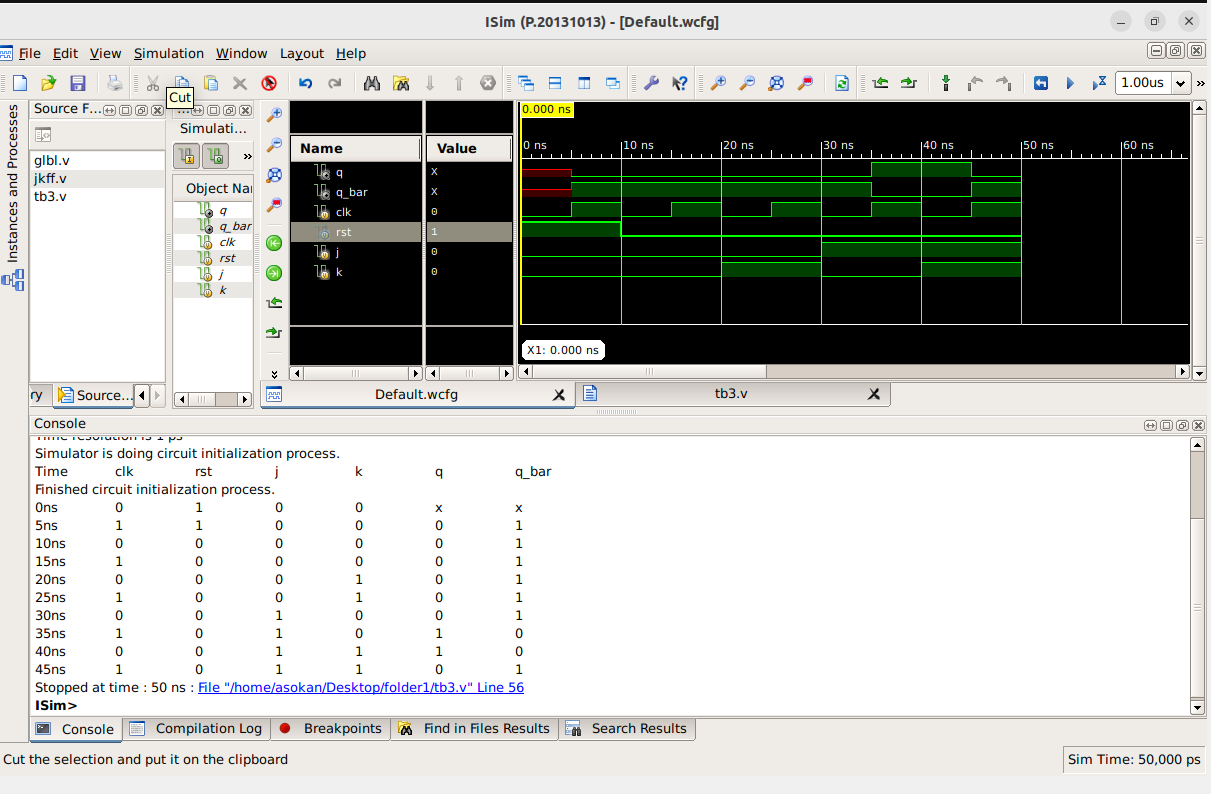 ISim (P.20131013) - [Default.wcfg]
File Edit View Simulation Window Layout Help
1.00us
»
Cut
Instances and Processes
Source F...
...
Simulati...
»
glbl.v
jkff.v
tb3.v
Object Nar
q
q_bar
clk
rst
j
k
ry
Source...
Name Value
q X
q_bar X
clk 0
rst 1
j 0
k 0
0.000 ns
0 ns 10 ns 20 ns 30 ns 40 ns 50 ns 60 ns
X1: 0.000 ns
Default.wcfg
tb3.v
Console
Time resolution is 1 ps
Simulator is doing circuit initialization process.
Time clk rst j k q q_bar
Finished circuit initialization process.
0ns 0 1 0 0 x x
5ns 1 1 0 0 0 1
10ns 0 0 0 0 0 1
15ns 1 0 0 0 0 1
20ns 0 0 0 1 0 1
25ns 1 0 0 1 0 1
30ns 0 0 1 0 0 1
35ns 1 0 1 0 1 0
40ns 0 0 1 1 1 0
45ns 1 0 1 1 0 1
Stopped at time : 50 ns : File "/home/asokan/Desktop/folder1/tb3.v" Line 56
ISim>
Console Compilation Log Breakpoints Find in Files Results Search Results
Cut the selection and put it on the clipboard
Sim Time: 50,000 ps